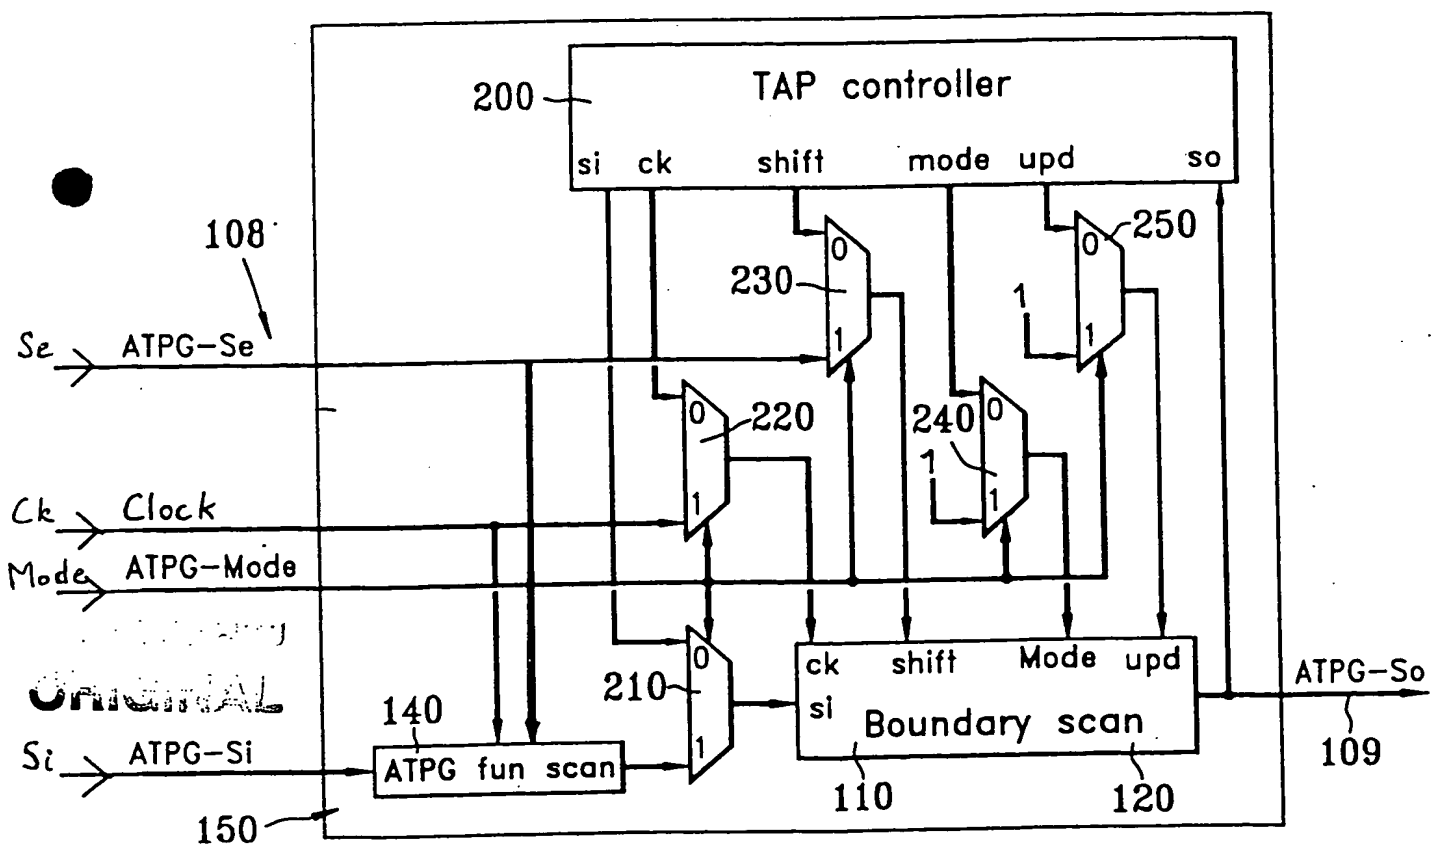 TAP controller
200
si ck shift mode upd so
108
0
230
1
0
250
1
1
Se ATPG-Se
0
220
1
240
0
1
1
Ck Clock
Mode ATPG-Mode
ORIGINAL
0
210
1
ck shift Mode upd
si
Boundary scan
ATPG-So
109
140
Si ATPG-Si
ATPG fun scan
110
120
150